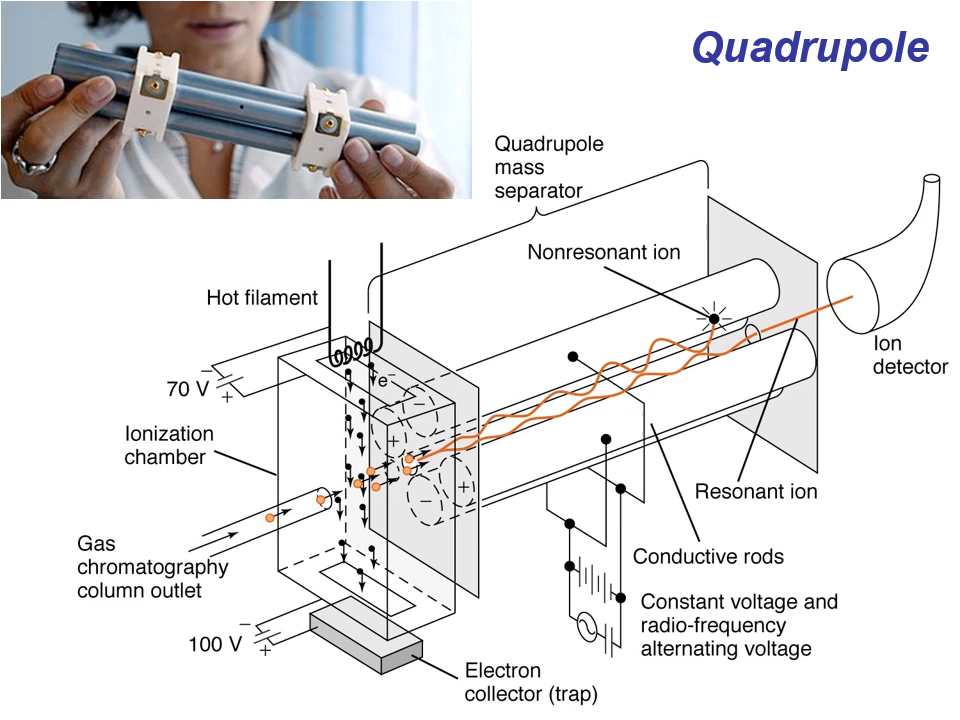 Quadrupole
Quadrupole
mass
separator
Nonresonant ion
Hot filament
Ion
detector
e⁻
−
70 V
+
−
+
Ionization
chamber
+
−
Resonant ion
Gas
chromatography
column outlet
Conductive rods
Constant voltage and
radio-frequency
alternating voltage
−
100 V
+
Electron
collector (trap)